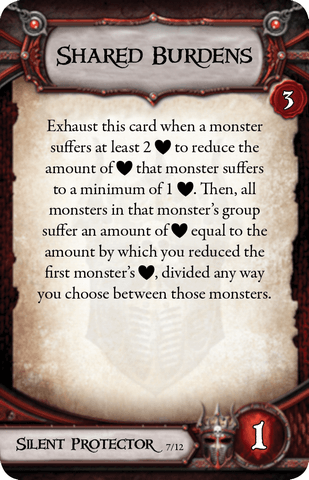 Shared Burdens
3
Exhaust this card when a monster
suffers at least 2 ♥ to reduce the
amount of ♥ that monster suffers
to a minimum of 1 ♥. Then, all
monsters in that monster's group
suffer an amount of ♥ equal to the
amount by which you reduced the
first monster's ♥, divided any way
you choose between those monsters.
Silent Protector 7/12
1